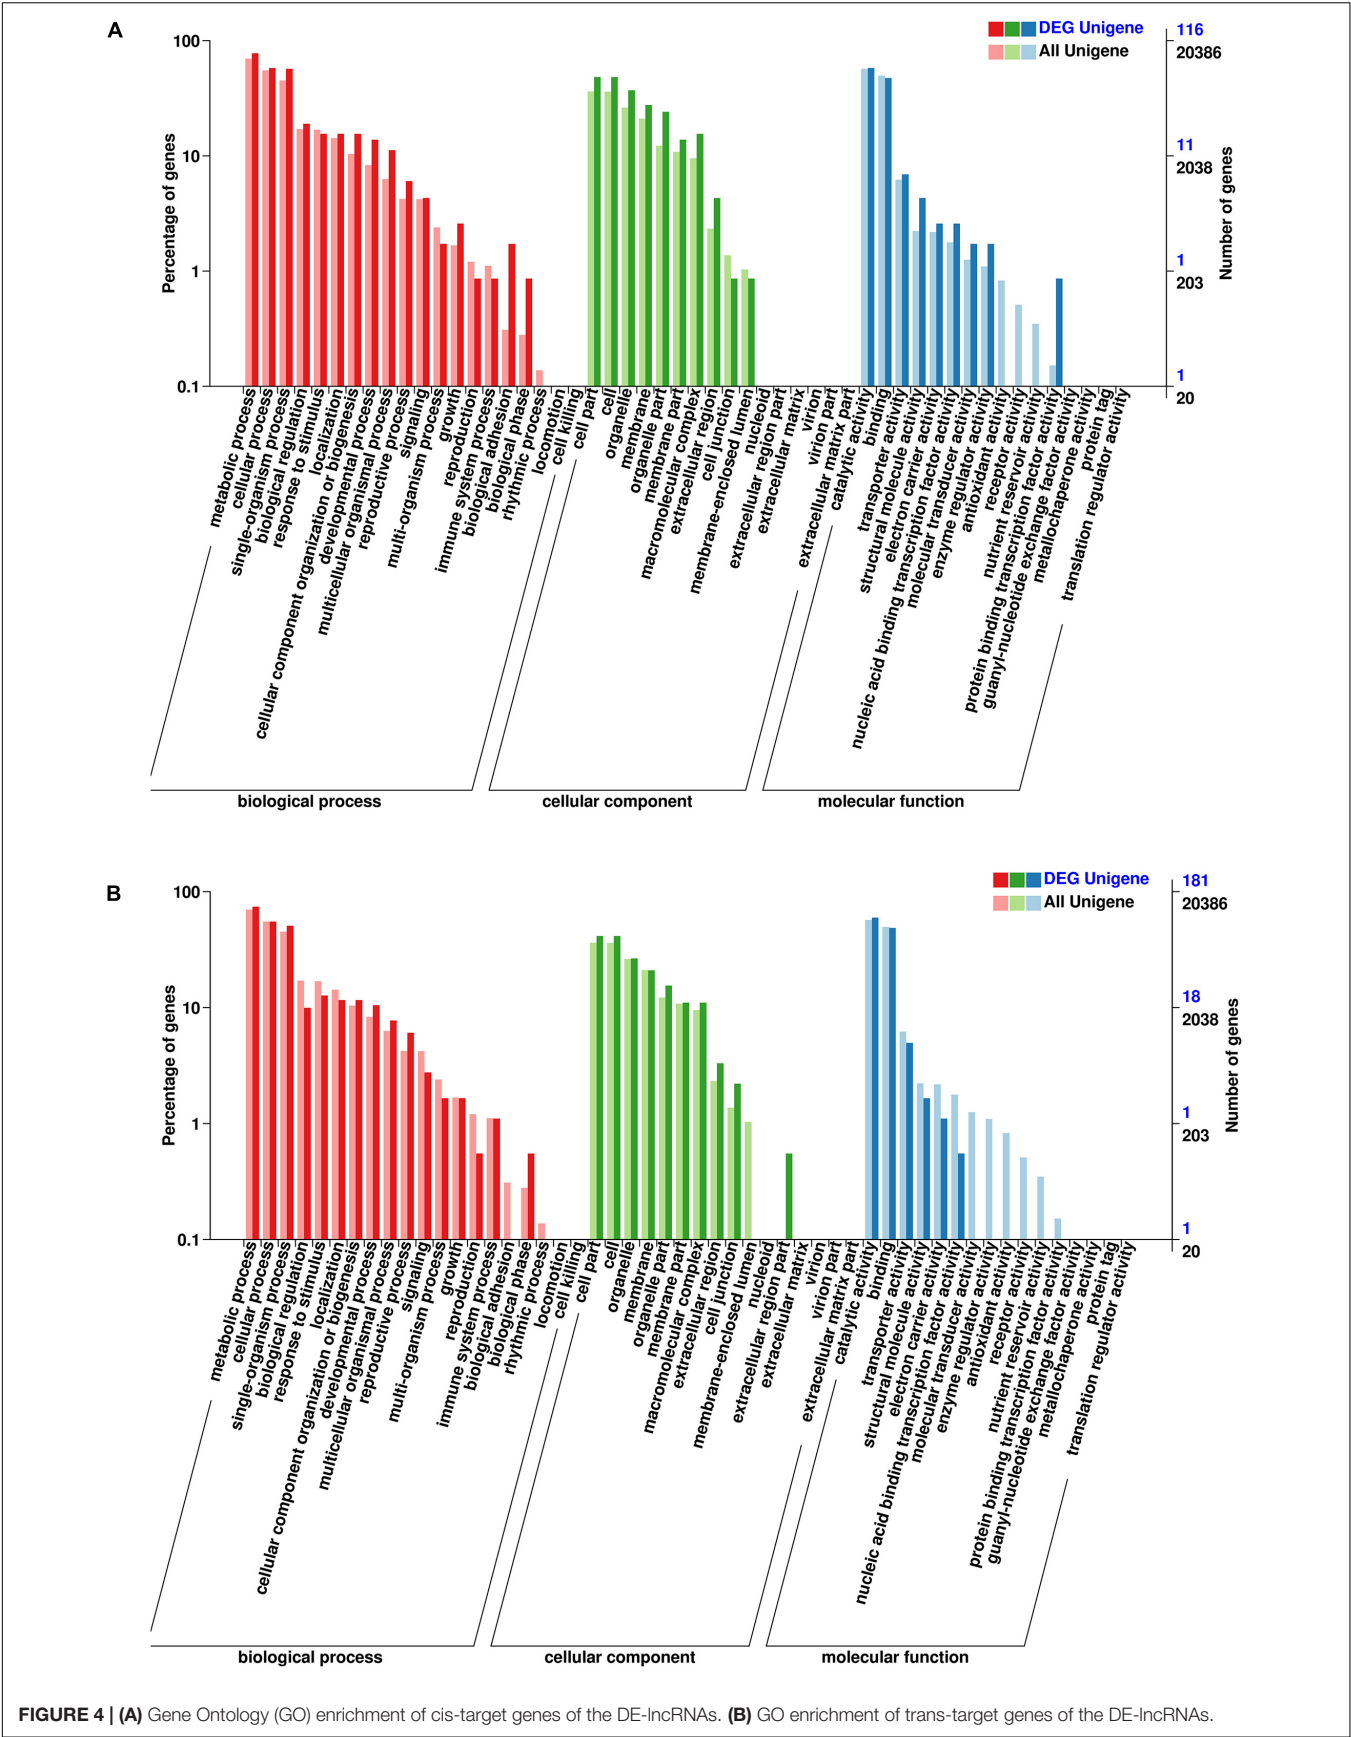 A
DEG Unigene
All Unigene
116
20386
11
2038
1
203
1
20
Number of genes
100
10
1
0.1
Percentage of genes
metabolic process
cellular process
single-organism process
biological regulation
response to stimulus
localization
cellular component organization or biogenesis
developmental process
multicellular organismal process
reproductive process
signaling
multi-organism process
growth
reproduction
immune system process
biological adhesion
biological phase
rhythmic process
locomotion
cell killing
cell part
cell
organelle
membrane
organelle part
membrane part
macromolecular complex
extracellular region
cell junction
membrane-enclosed lumen
nucleoid
extracellular region part
extracellular matrix
virion
virion part
extracellular matrix part
catalytic activity
binding
transporter activity
structural molecule activity
electron carrier activity
nucleic acid binding transcription factor activity
molecular transducer activity
enzyme regulator activity
antioxidant activity
receptor activity
nutrient reservoir activity
protein binding transcription factor activity
guanyl-nucleotide exchange factor activity
metallochaperone activity
protein tag
translation regulator activity
biological process
cellular component
molecular function
B
DEG Unigene
All Unigene
181
20386
18
2038
1
203
1
20
Number of genes
100
10
1
0.1
Percentage of genes
metabolic process
cellular process
single-organism process
biological regulation
response to stimulus
localization
cellular component organization or biogenesis
developmental process
multicellular organismal process
reproductive process
signaling
multi-organism process
growth
reproduction
immune system process
biological adhesion
biological phase
rhythmic process
locomotion
cell killing
cell part
cell
organelle
membrane
organelle part
membrane part
macromolecular complex
extracellular region
cell junction
membrane-enclosed lumen
nucleoid
extracellular region part
extracellular matrix
virion
virion part
extracellular matrix part
catalytic activity
binding
transporter activity
structural molecule activity
electron carrier activity
nucleic acid binding transcription factor activity
molecular transducer activity
enzyme regulator activity
antioxidant activity
receptor activity
nutrient reservoir activity
protein binding transcription factor activity
guanyl-nucleotide exchange factor activity
metallochaperone activity
protein tag
translation regulator activity
biological process
cellular component
molecular function
FIGURE 4 | (A) Gene Ontology (GO) enrichment of cis-target genes of the DE-lncRNAs. (B) GO enrichment of trans-target genes of the DE-lncRNAs.